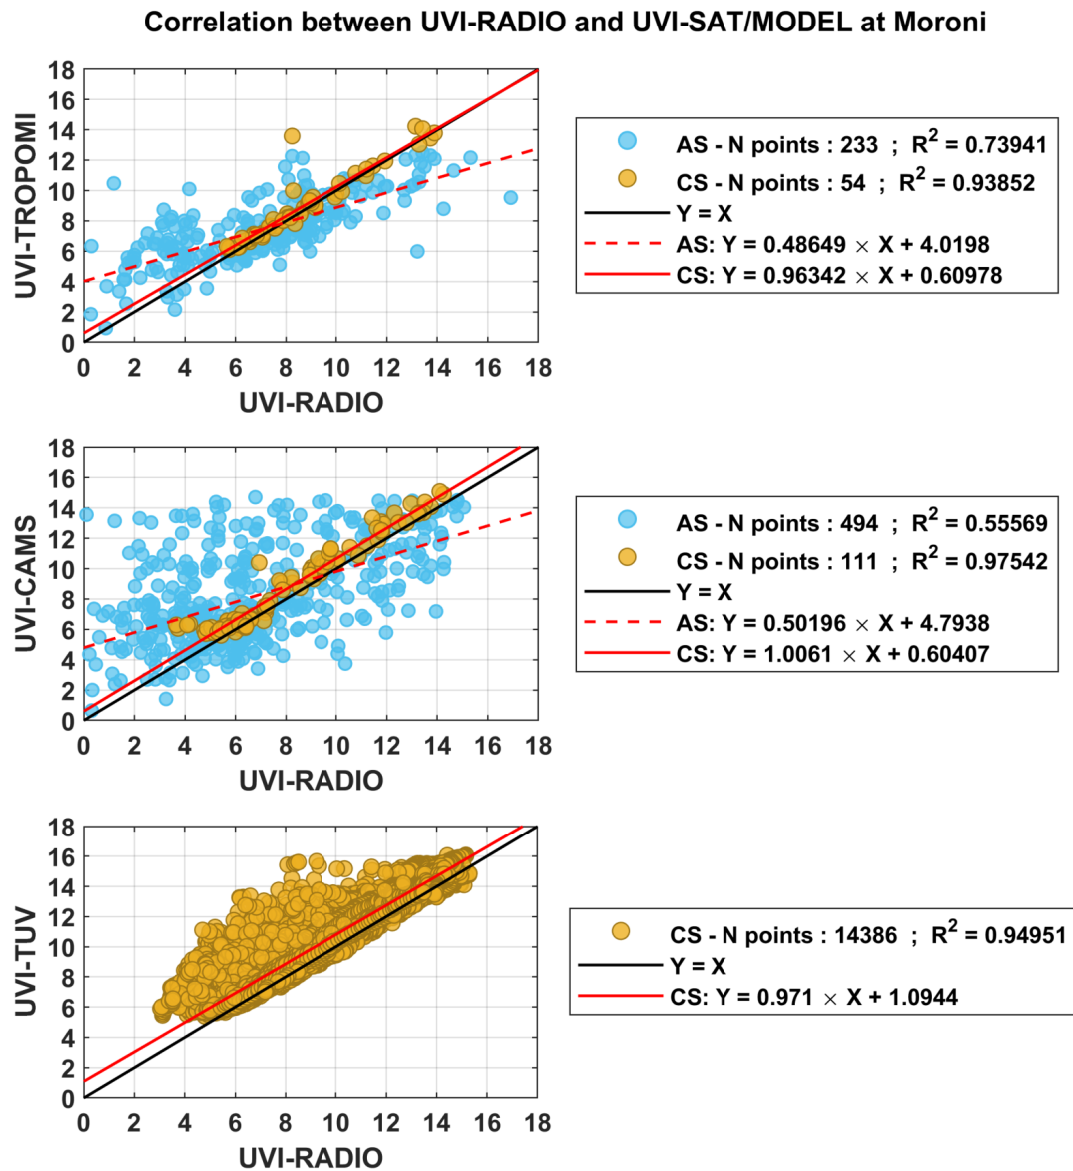 Correlation between UVI-RADIO and UVI-SAT/MODEL at Moroni
18
16
14
12
10
8
6
4
2
0
UVI-TROPOMI
0 2 4 6 8 10 12 14 16 18
UVI-RADIO
AS - N points : 233 ; R² = 0.73941
CS - N points : 54 ; R² = 0.93852
Y = X
AS: Y = 0.48649 × X + 4.0198
CS: Y = 0.96342 × X + 0.60978
18
16
14
12
10
8
6
4
2
0
UVI-CAMS
0 2 4 6 8 10 12 14 16 18
UVI-RADIO
AS - N points : 494 ; R² = 0.55569
CS - N points : 111 ; R² = 0.97542
Y = X
AS: Y = 0.50196 × X + 4.7938
CS: Y = 1.0061 × X + 0.60407
18
16
14
12
10
8
6
4
2
0
UVI-TUV
0 2 4 6 8 10 12 14 16 18
UVI-RADIO
CS - N points : 14386 ; R² = 0.94951
Y = X
CS: Y = 0.971 × X + 1.0944